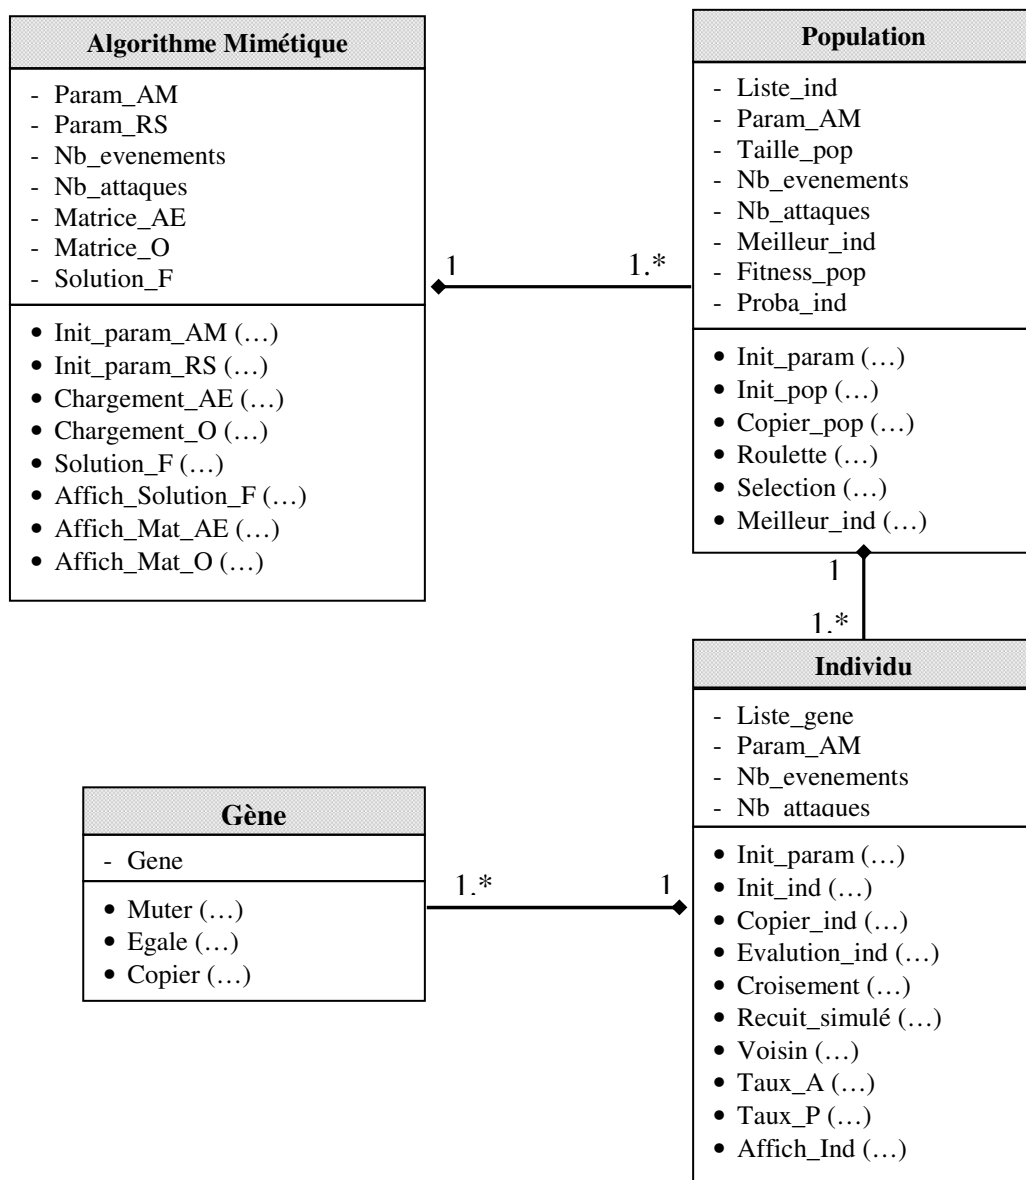 Algorithme Mimétique
- Param_AM
- Param_RS
- Nb_evenements
- Nb_attaques
- Matrice_AE
- Matrice_O
- Solution_F
• Init_param_AM (…)
• Init_param_RS (…)
• Chargement_AE (…)
• Chargement_O (…)
• Solution_F (…)
• Affich_Solution_F (…)
• Affich_Mat_AE (…)
• Affich_Mat_O (…)
1
1.*
Population
- Liste_ind
- Param_AM
- Taille_pop
- Nb_evenements
- Nb_attaques
- Meilleur_ind
- Fitness_pop
- Proba_ind
• Init_param (…)
• Init_pop (…)
• Copier_pop (…)
• Roulette (…)
• Selection (…)
• Meilleur_ind (…)
1
1.*
Individu
- Liste_gene
- Param_AM
- Nb_evenements
- Nb_attaques
• Init_param (…)
• Init_ind (…)
• Copier_ind (…)
• Evalution_ind (…)
• Croisement (…)
• Recuit_simulé (…)
• Voisin (…)
• Taux_A (…)
• Taux_P (…)
• Affich_Ind (…)
1.*
1
Gène
- Gene
• Muter (…)
• Egale (…)
• Copier (…)